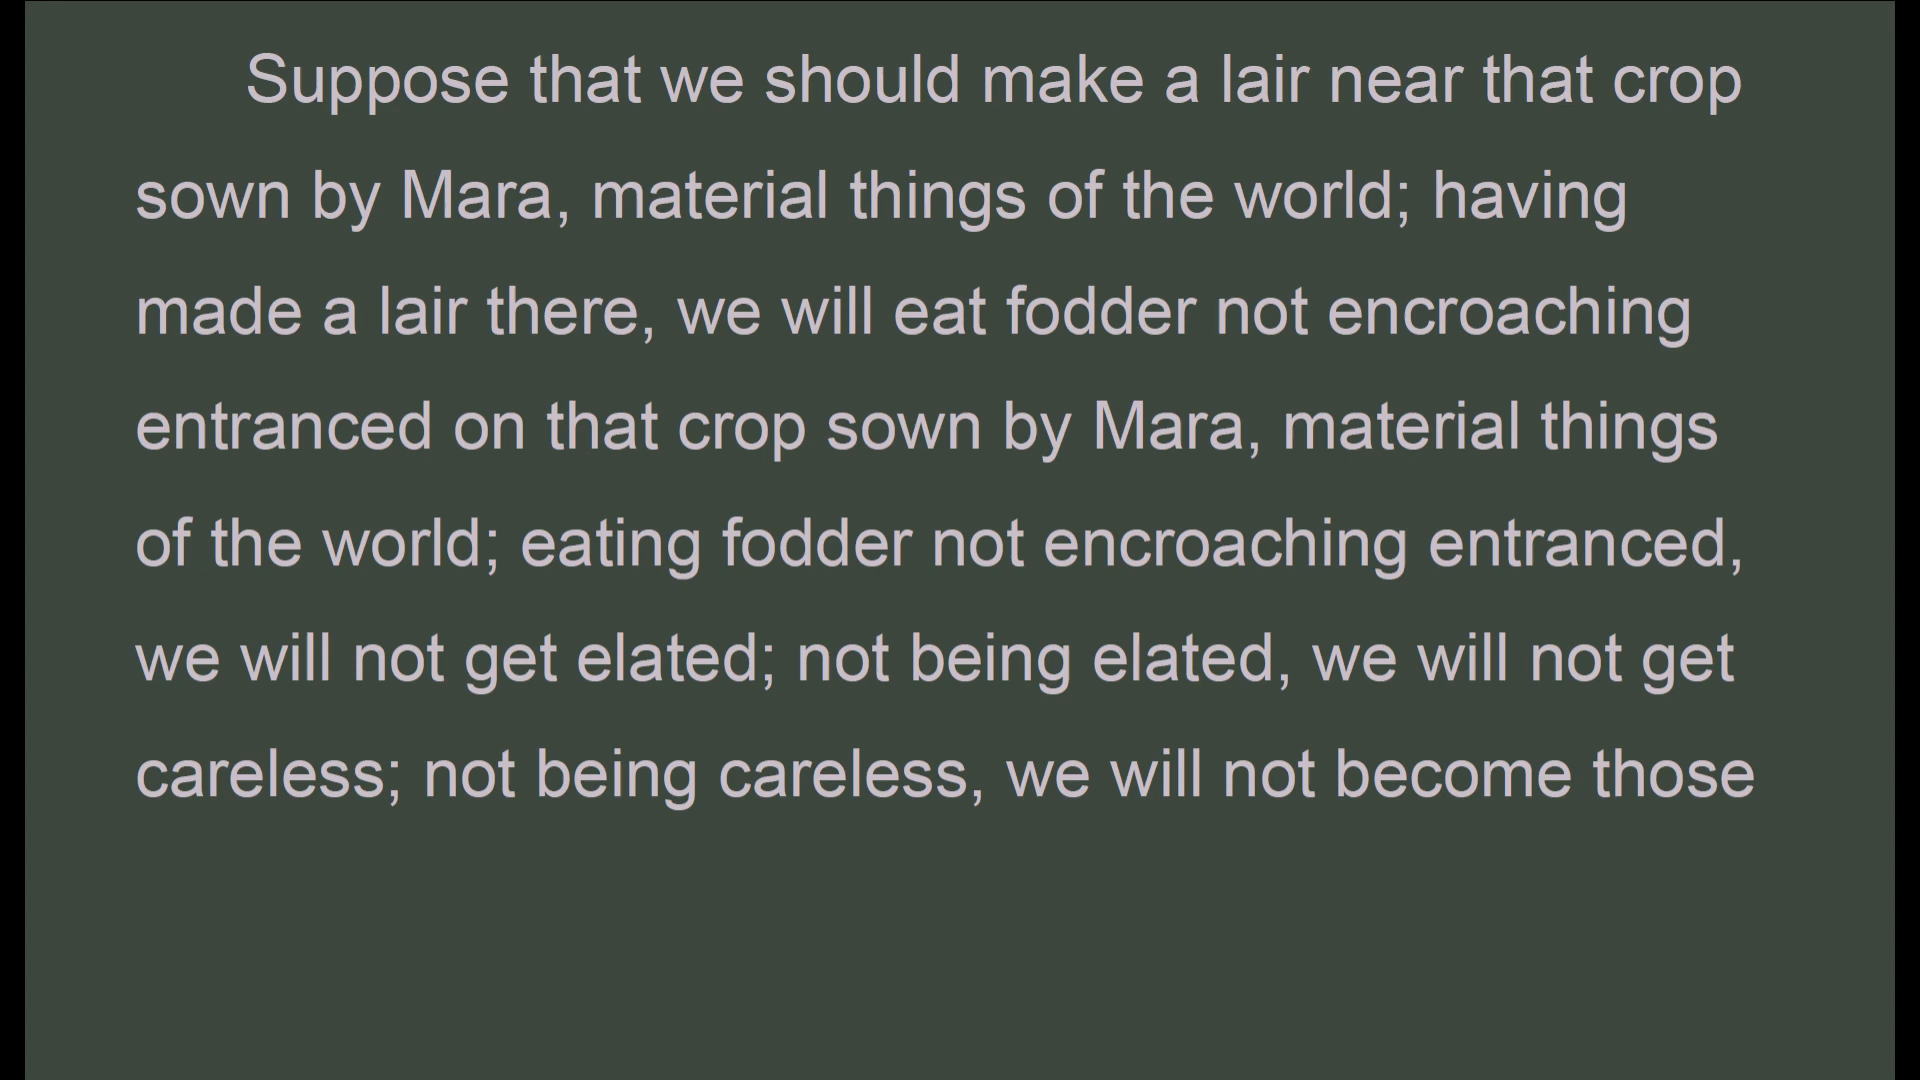 Suppose that we should make a lair near that crop
sown by Mara, material things of the world; having
made a lair there, we will eat fodder not encroaching
entranced on that crop sown by Mara, material things
of the world; eating fodder not encroaching entranced,
we will not get elated; not being elated, we will not get
careless; not being careless, we will not become those